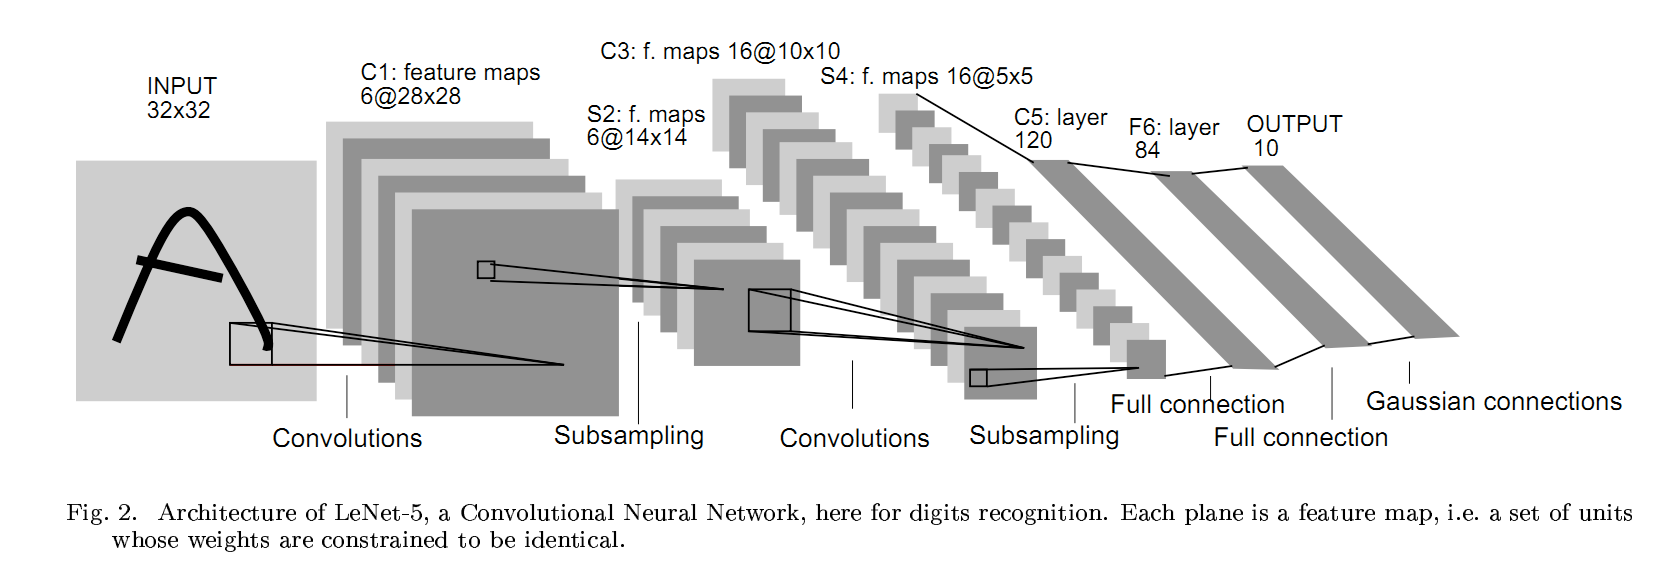 INPUT
32x32
C1: feature maps
6@28x28
S2: f. maps
6@14x14
C3: f. maps 16@10x10
S4: f. maps 16@5x5
C5: layer
120
F6: layer
84
OUTPUT
10
Convolutions
Subsampling
Convolutions
Subsampling
Full connection
Full connection
Gaussian connections
Fig. 2. Architecture of LeNet-5, a Convolutional Neural Network, here for digits recognition. Each plane is a feature map, i.e. a set of units
whose weights are constrained to be identical.